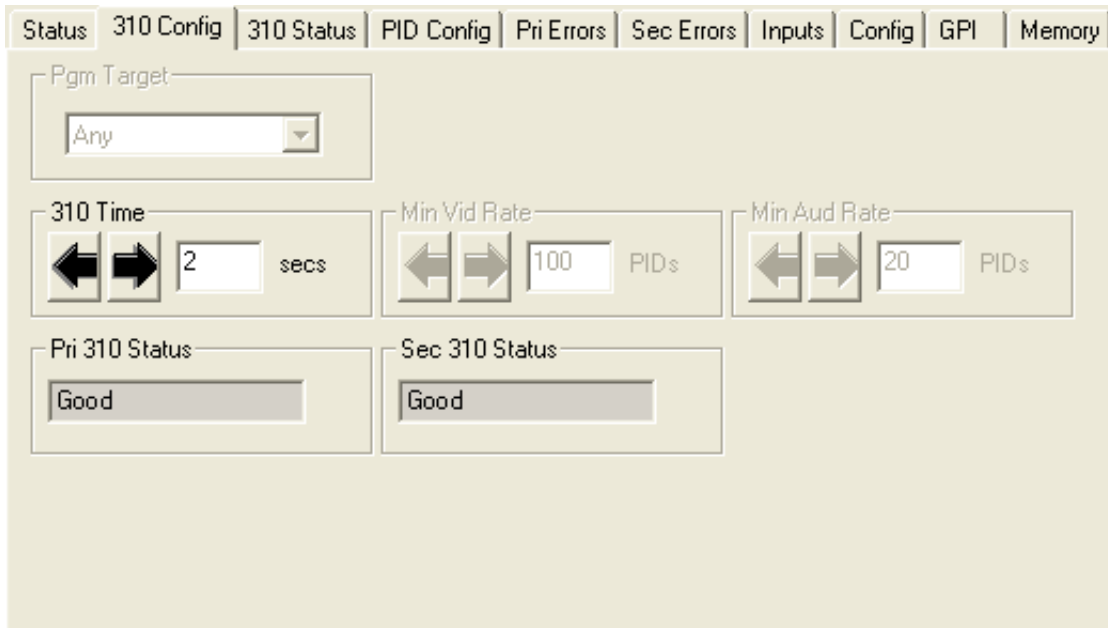 Status 310 Config 310 Status PID Config Pri Errors Sec Errors Inputs Config GPI Memory
Pgm Target
Any
310 Time Min Vid Rate Min Aud Rate
2 secs 100 PIDs 20 PIDs
Pri 310 Status Sec 310 Status
Good Good